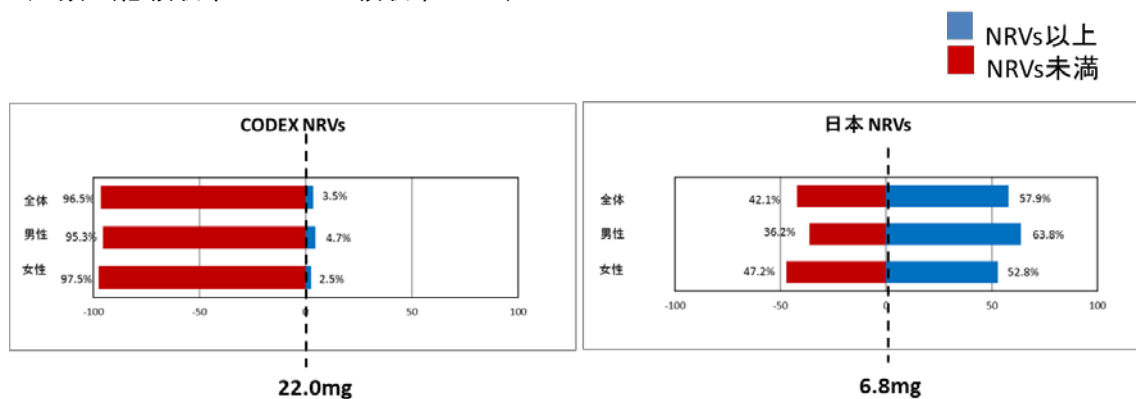 NRVs以上
NRVs未満
CODEX NRVs
全体 96.5% 3.5%
男性 95.3% 4.7%
女性 97.5% 2.5%
-100 -50 0 50 100
22.0mg
日本 NRVs
全体 42.1% 57.9%
男性 36.2% 63.8%
女性 47.2% 52.8%
-100 -50 0 50 100
6.8mg